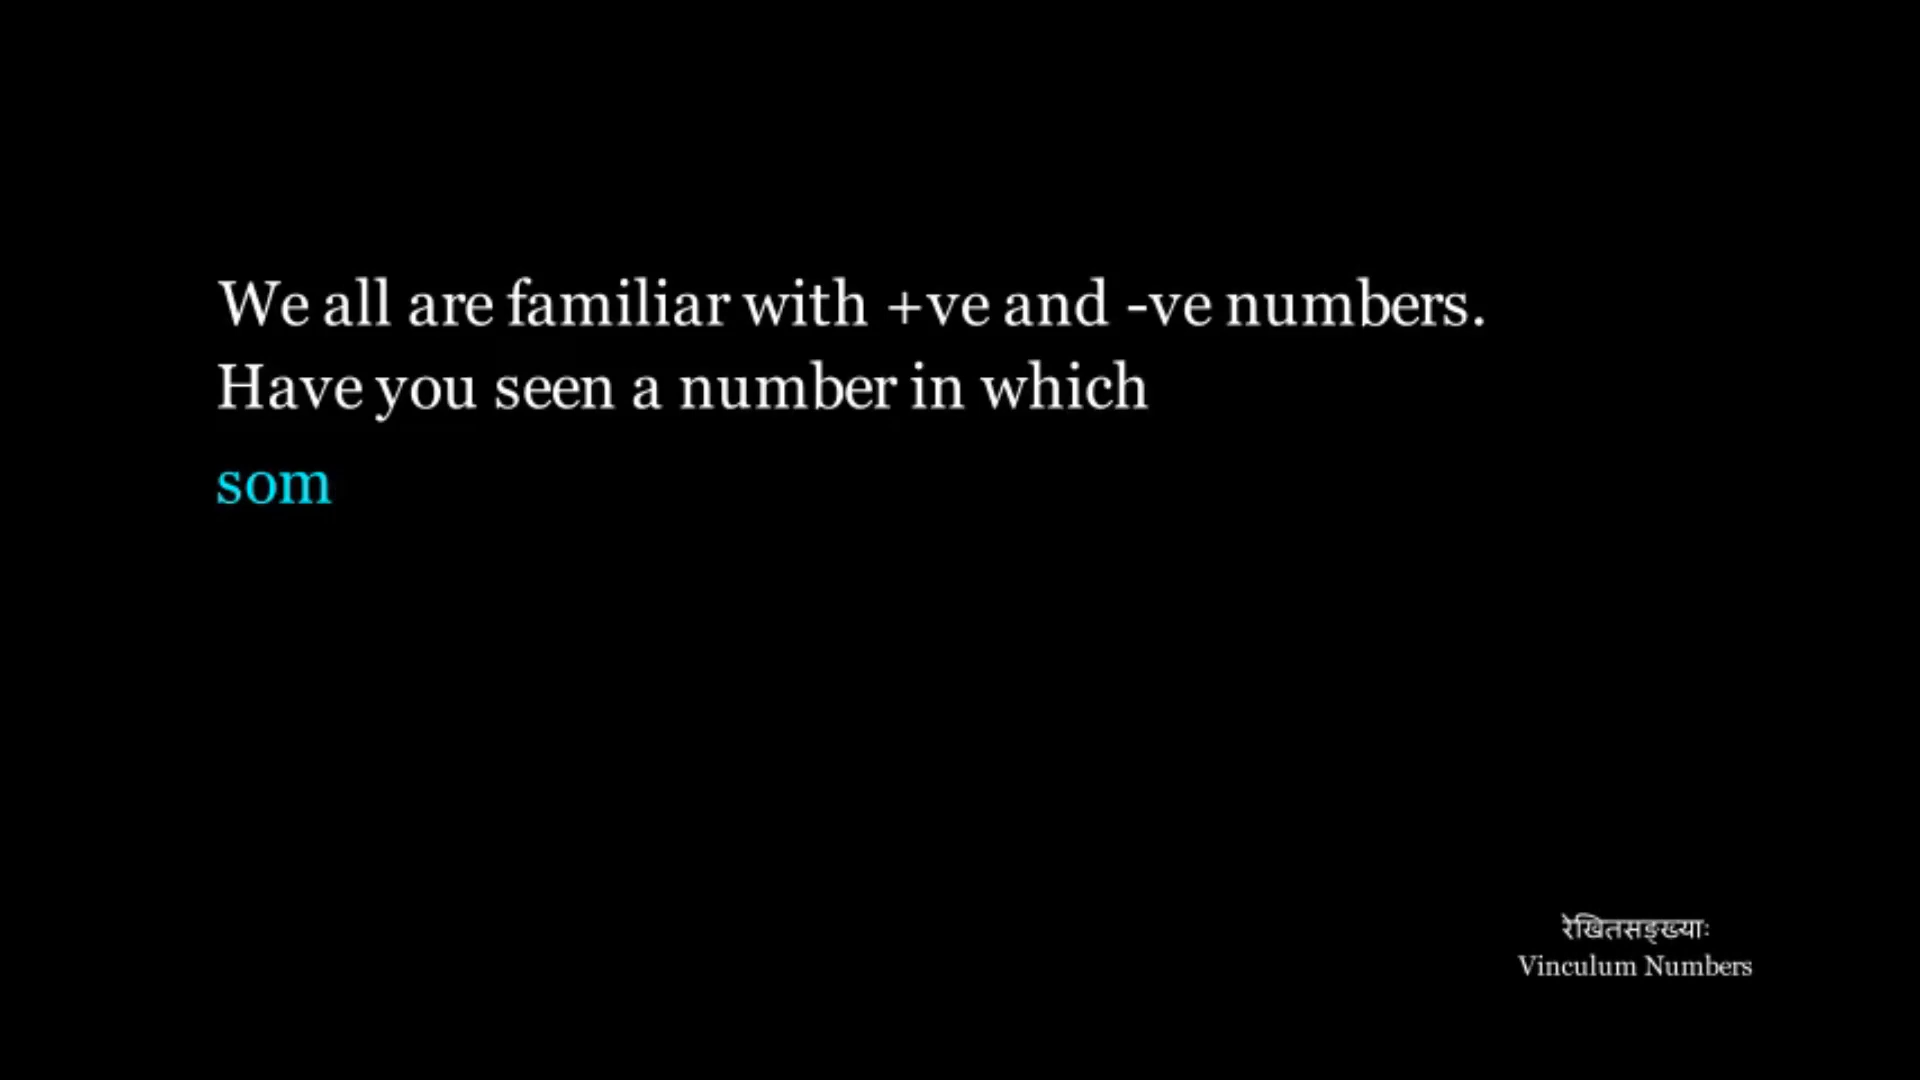 We all are familiar with +ve and -ve numbers.
Have you seen a number in which
som
रेखितसङ्ख्याः
Vinculum Numbers